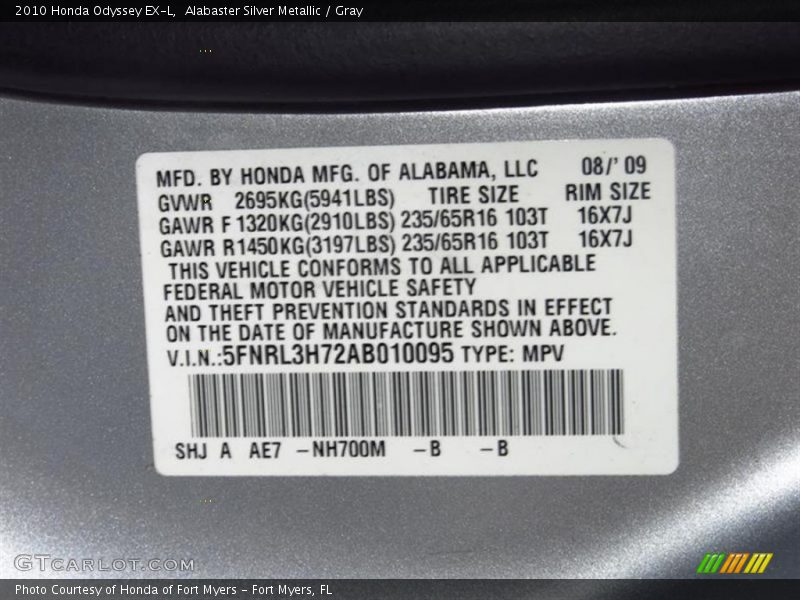 2010 Honda Odyssey EX-L,  Alabaster Silver Metallic / Gray
MFD. BY HONDA MFG. OF ALABAMA, LLC 08/' 09
GVWR 2695KG(5941LBS) TIRE SIZE RIM SIZE
GAWR F 1320KG(2910LBS) 235/65R16 103T 16X7J
GAWR R1450KG(3197LBS) 235/65R16 103T 16X7J
THIS VEHICLE CONFORMS TO ALL APPLICABLE
FEDERAL MOTOR VEHICLE SAFETY
AND THEFT PREVENTION STANDARDS IN EFFECT
ON THE DATE OF MANUFACTURE SHOWN ABOVE.
V.I.N.:5FNRL3H72AB010095 TYPE: MPV
SHJ A AE7 -NH700M -B -B
GTCARLOT.COM
Photo Courtesy of Honda of Fort Myers - Fort Myers, FL